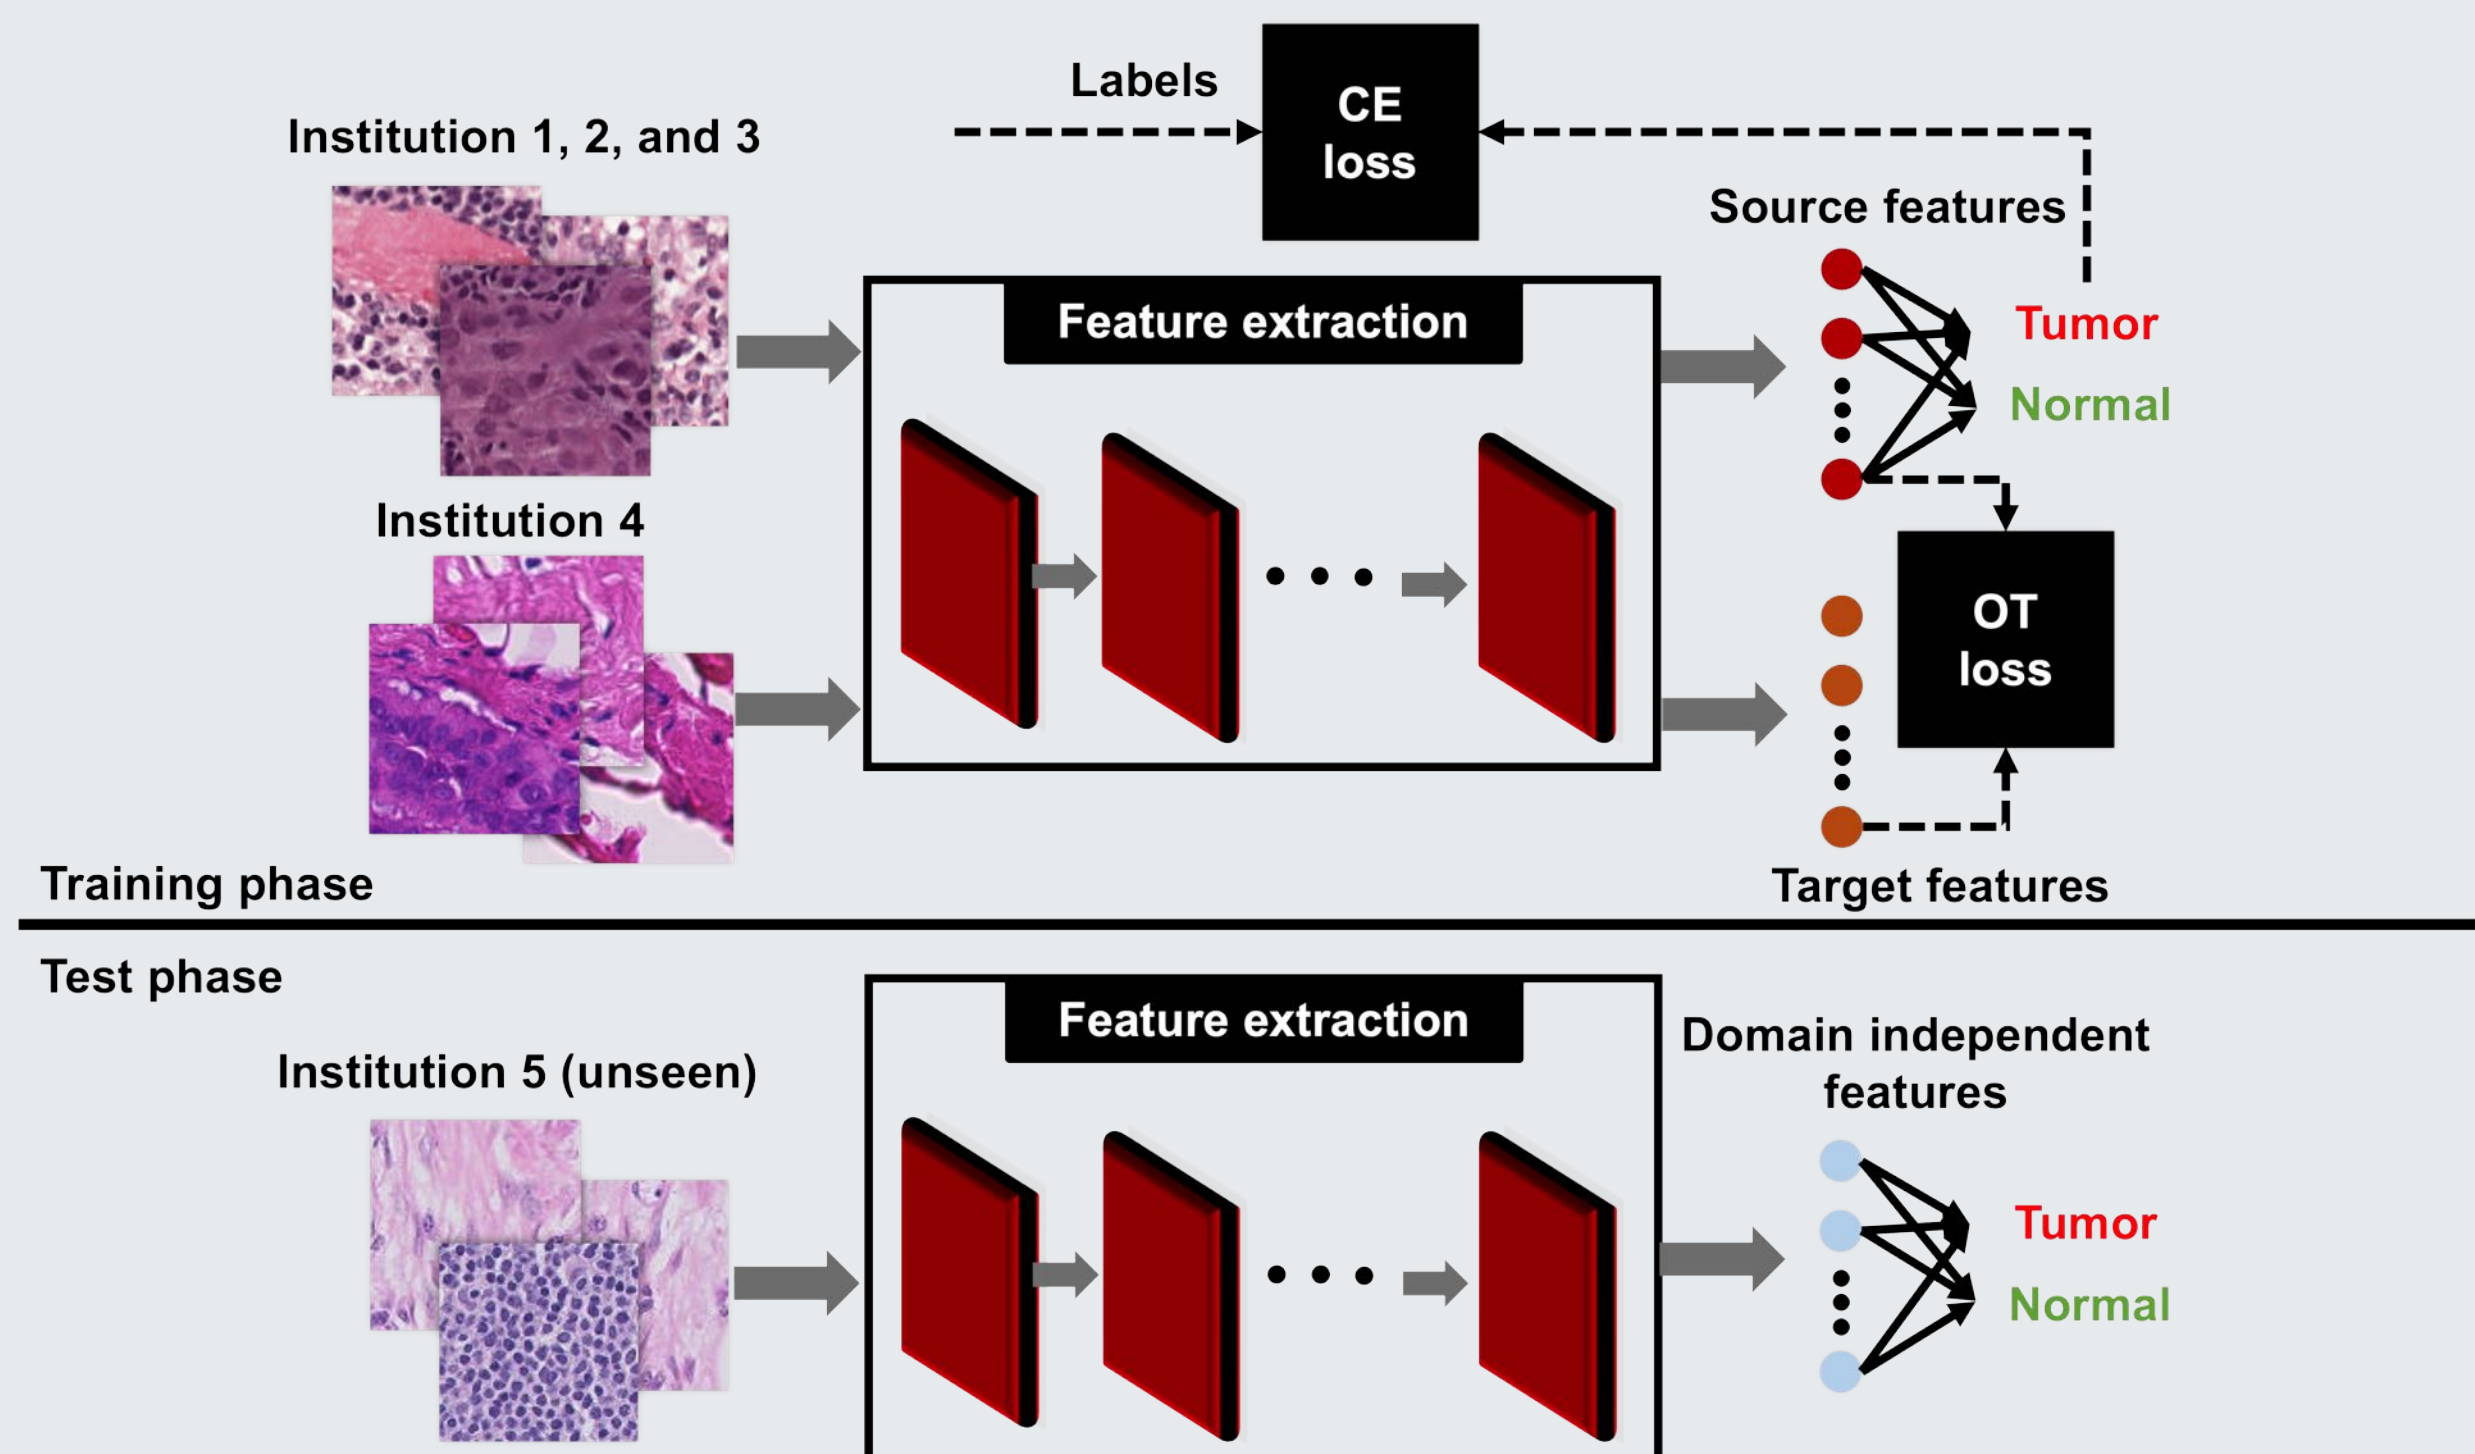 Labels
CE
loss
Institution 1, 2, and 3
Source features
Feature extraction
Tumor
Normal
Institution 4
OT
loss
Training phase
Target features
Test phase
Feature extraction
Domain independent
features
Institution 5 (unseen)
Tumor
Normal